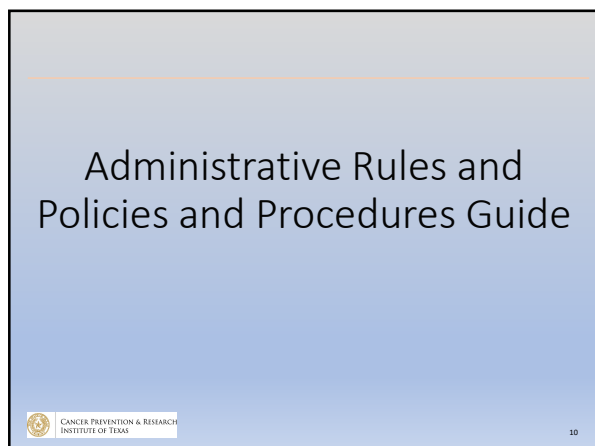 Administrative Rules and
Policies and Procedures Guide
CANCER PREVENTION & RESEARCH
INSTITUTE OF TEXAS
10